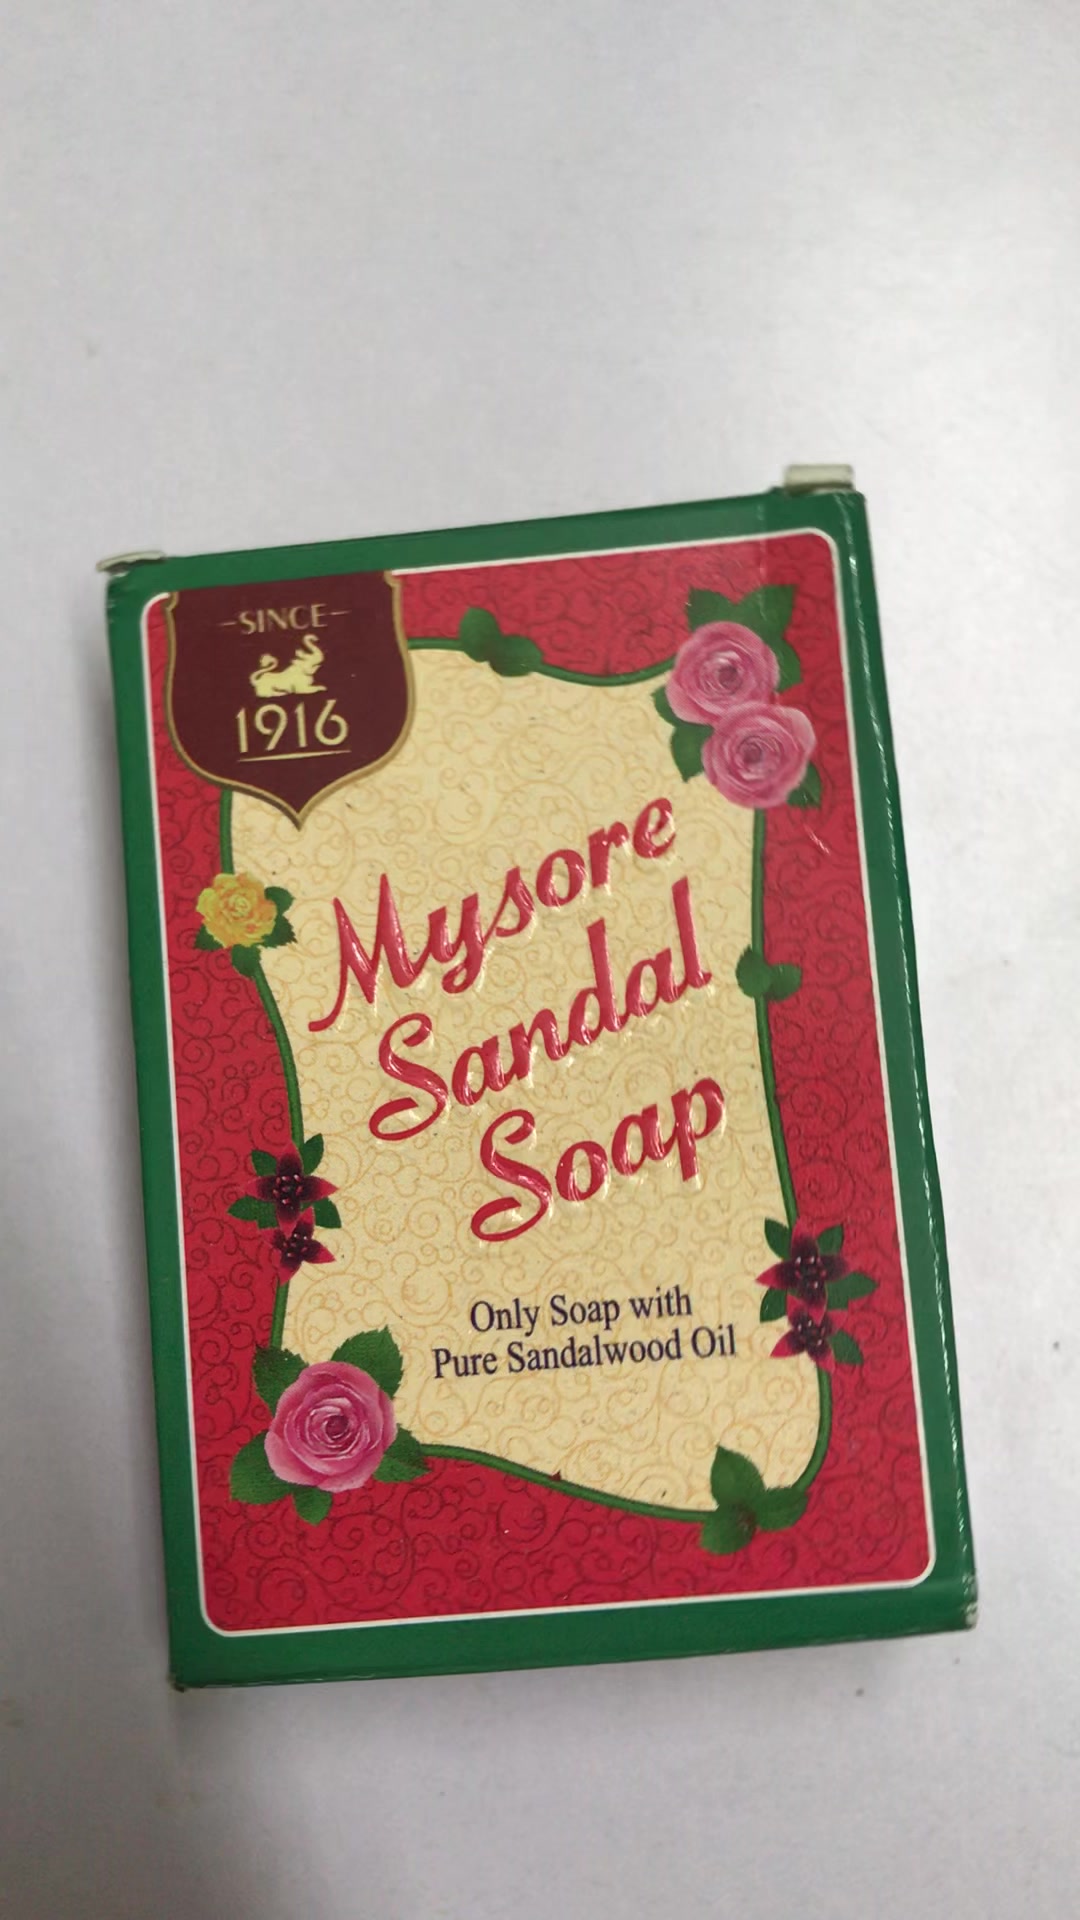 -SINCE-
1916
Mysore
Sandal
Soap
Only Soap with
Pure Sandalwood Oil